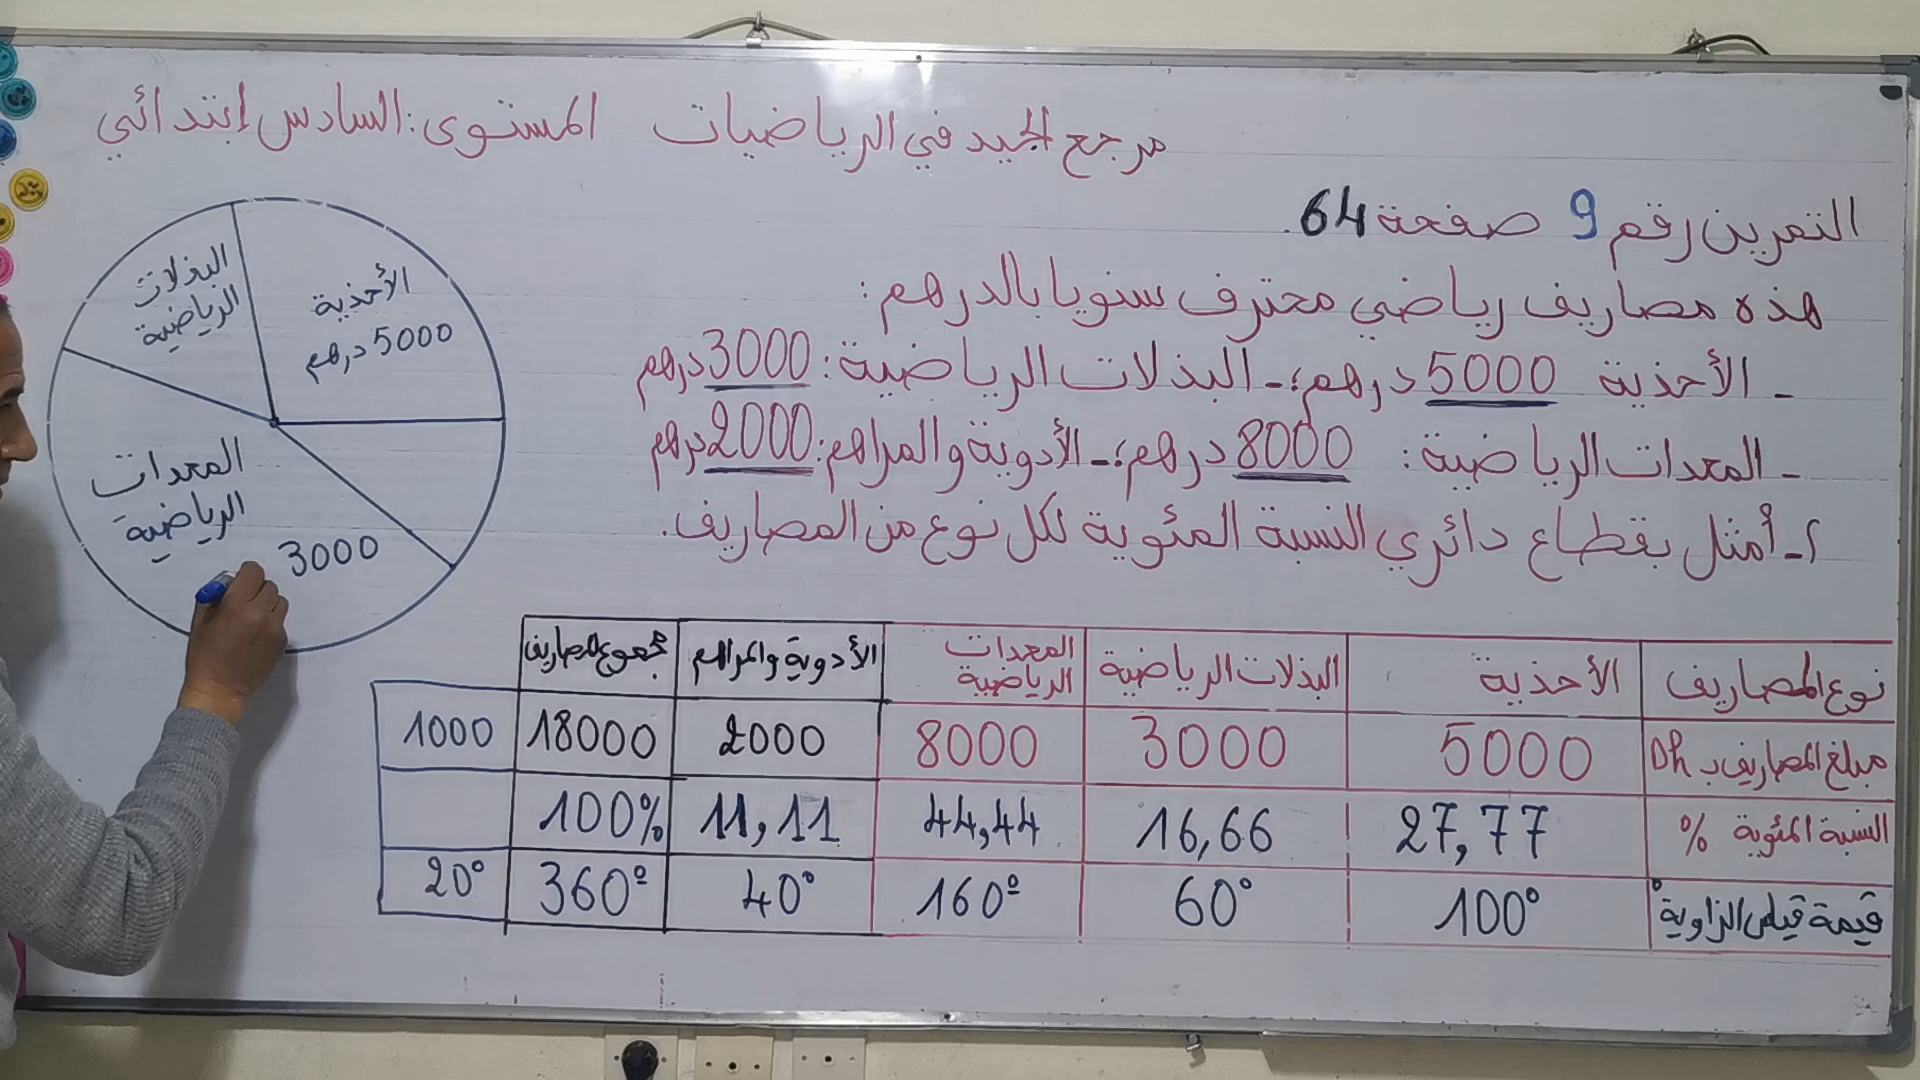 مرجع الجيد في الرياضيات المستوى: السادس إبتدائي
التمرين رقم 9 صفحة 64.
هذه مصاريف رياضي محترف سنويا بالدرهم:
- الأحذية 5000 درهم؛ - البذلات الرياضية: 3000 درهم
- المعدات الرياضية: 8000 درهم؛ - الأدوية والمراهم: 2000 درهم
2- أمثل بقطاع دائري النسبة المئوية لكل نوع من المصاريف.
الأحذية
5000 درهم
البذلات
الرياضية
المعدات
الرياضية
3000
نوع المصاريف الأحذية البذلات الرياضية المعدات الرياضية الأدوية والمراهم مجموع المصاريف
مبلغ المصاريف بـ Dh 5000 3000 8000 2000 18000 1000
النسبة المئوية % 27,77 16,66 44,44 11,11 100%
قيمة قياس الزاوية° 100° 60° 160° 40° 360° 20°